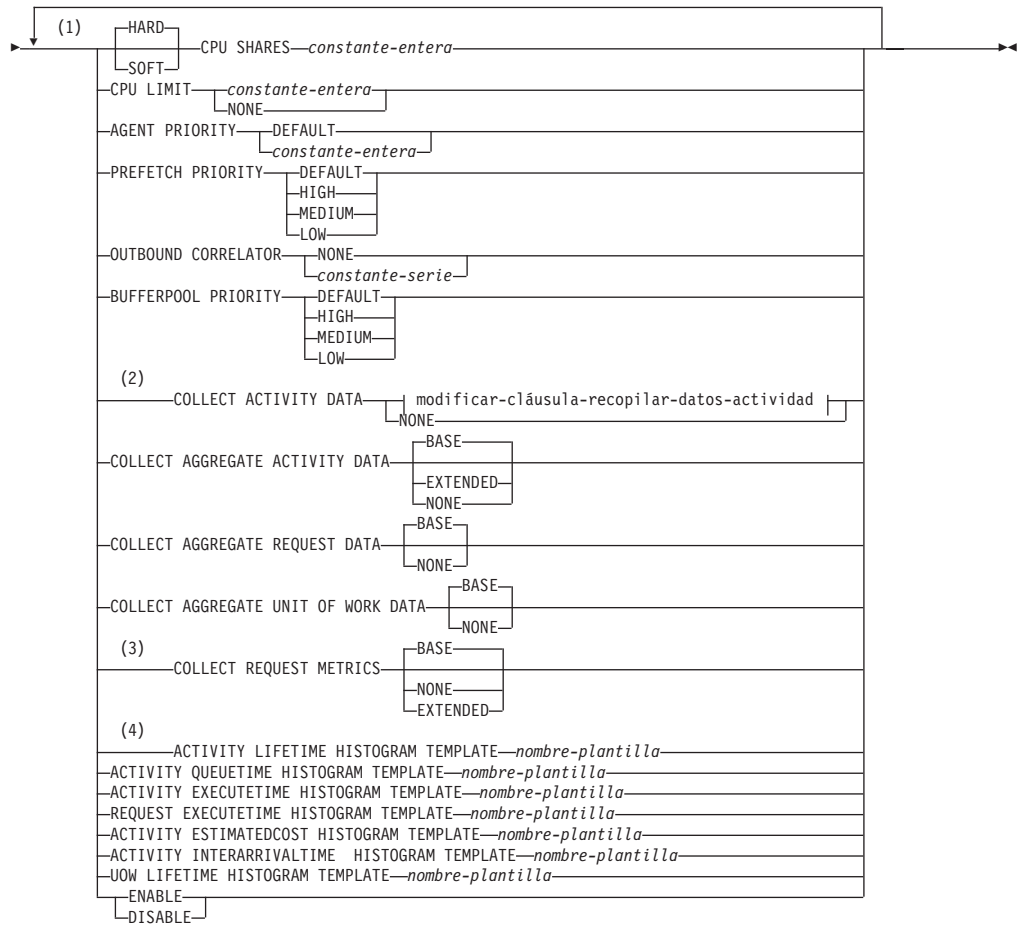 (1)
HARD
CPU SHARES constante-entera
SOFT
CPU LIMIT constante-entera
NONE
AGENT PRIORITY DEFAULT
constante-entera
PREFETCH PRIORITY DEFAULT
HIGH
MEDIUM
LOW
OUTBOUND CORRELATOR NONE
constante-serie
BUFFERPOOL PRIORITY DEFAULT
HIGH
MEDIUM
LOW
(2)
COLLECT ACTIVITY DATA modificar-cláusula-recopilar-datos-actividad
NONE
BASE
COLLECT AGGREGATE ACTIVITY DATA
EXTENDED
NONE
BASE
COLLECT AGGREGATE REQUEST DATA
NONE
BASE
COLLECT AGGREGATE UNIT OF WORK DATA
NONE
(3)
BASE
COLLECT REQUEST METRICS
NONE
EXTENDED
(4)
ACTIVITY LIFETIME HISTOGRAM TEMPLATE nombre-plantilla
ACTIVITY QUEUETIME HISTOGRAM TEMPLATE nombre-plantilla
ACTIVITY EXECUTETIME HISTOGRAM TEMPLATE nombre-plantilla
REQUEST EXECUTETIME HISTOGRAM TEMPLATE nombre-plantilla
ACTIVITY ESTIMATEDCOST HISTOGRAM TEMPLATE nombre-plantilla
ACTIVITY INTERARRIVALTIME HISTOGRAM TEMPLATE nombre-plantilla
UOW LIFETIME HISTOGRAM TEMPLATE nombre-plantilla
ENABLE
DISABLE